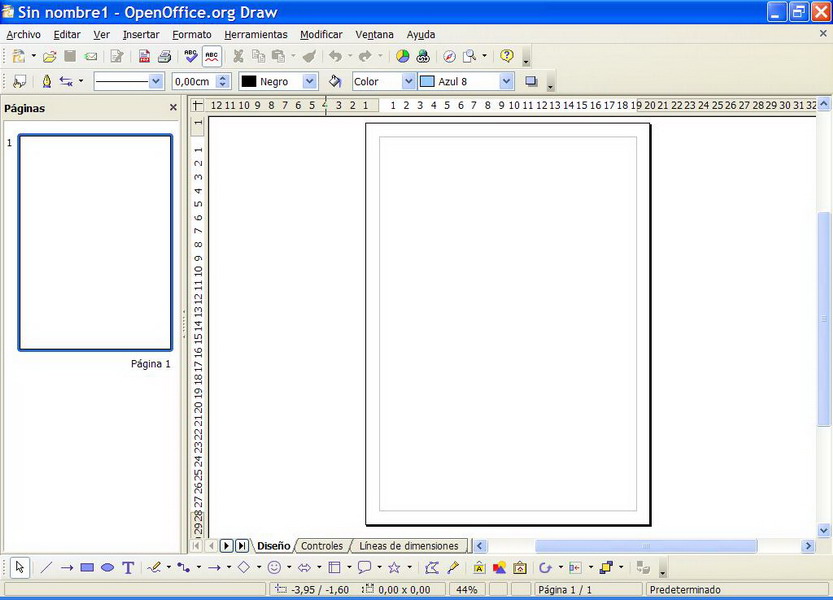 Sin nombre1 - OpenOffice.org Draw
Archivo Editar Ver Insertar Formato Herramientas Modificar Ventana Ayuda
0,00cm Negro Color Azul 8
Páginas
12 11 10 9 8 7 6 5 4 3 2 1 1 2 3 4 5 6 7 8 9 10 11 12 13 14 15 16 17 18 19 20 21 22 23 24 25 26 27 28 29 30 31 32
1
1
1 2 3 4 5 6 7 8 9 10 11 12 13 14 15 16 17 18 19 20 21 22 23 24 25 26 27 28 29
Página 1
Diseño Controles Líneas de dimensiones
T
-3,95 / -1,60 0,00 x 0,00 44% Página 1 / 1 Predeterminado